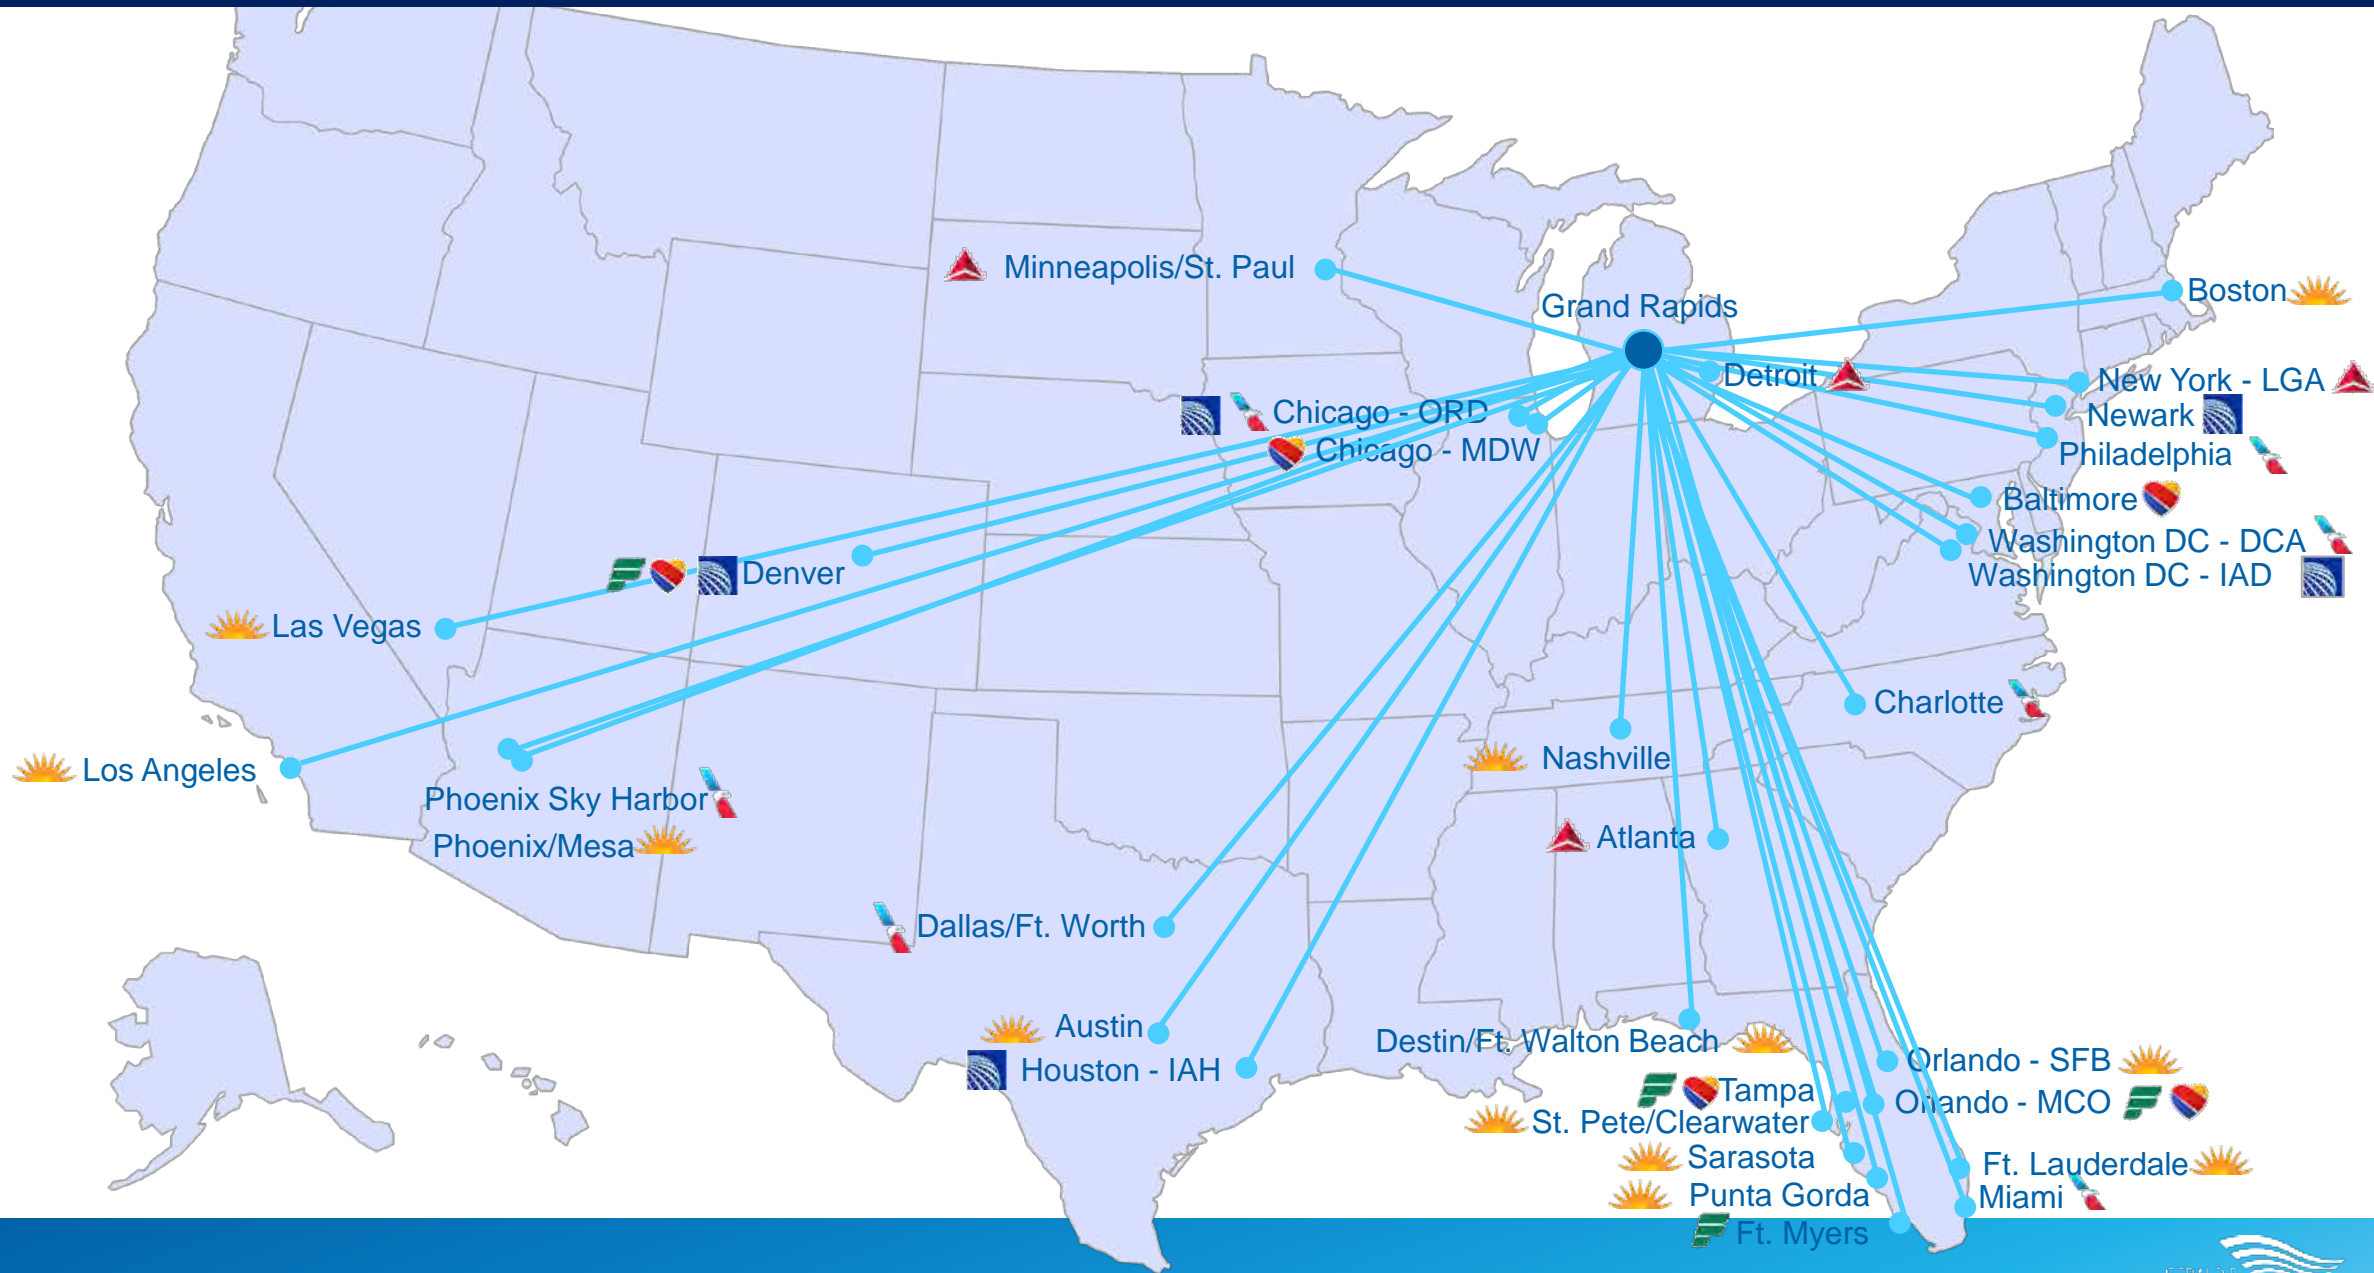 Minneapolis/St. Paul
Grand Rapids
Boston
Detroit
New York - LGA
Chicago - ORD
Newark
Chicago - MDW
Philadelphia
Baltimore
Washington DC - DCA
Denver
Washington DC - IAD
Las Vegas
Charlotte
Nashville
Los Angeles
Phoenix Sky Harbor
Phoenix/Mesa
Atlanta
Dallas/Ft. Worth
Austin
Destin/Ft. Walton Beach
Houston - IAH
Orlando - SFB
Tampa
Orlando - MCO
St. Pete/Clearwater
Sarasota
Ft. Lauderdale
Punta Gorda
Miami
Ft. Myers